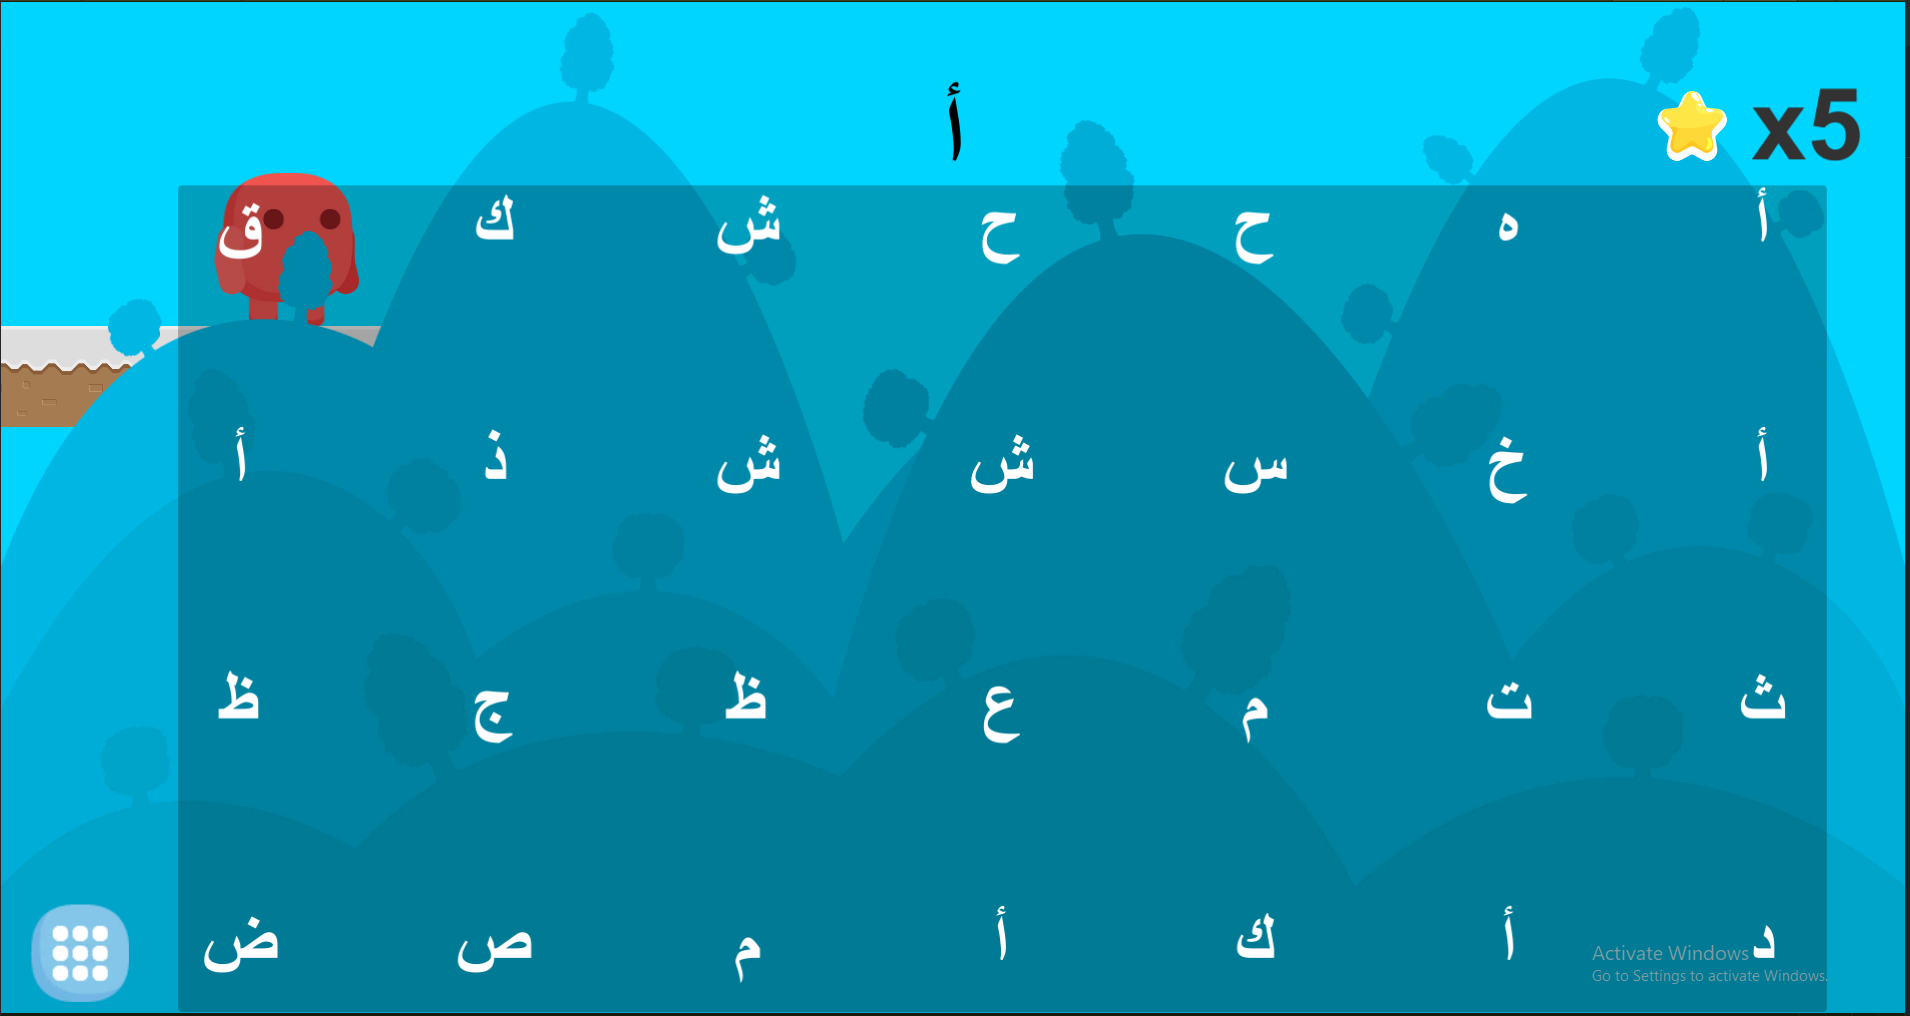 أ
x5
أ ه ح ح ش ك ق
أ خ س ش ش ذ أ
ث ت م ع ظ ج ظ
د أ ك أ م ص ض
Activate Windows
Go to Settings to activate Windows.